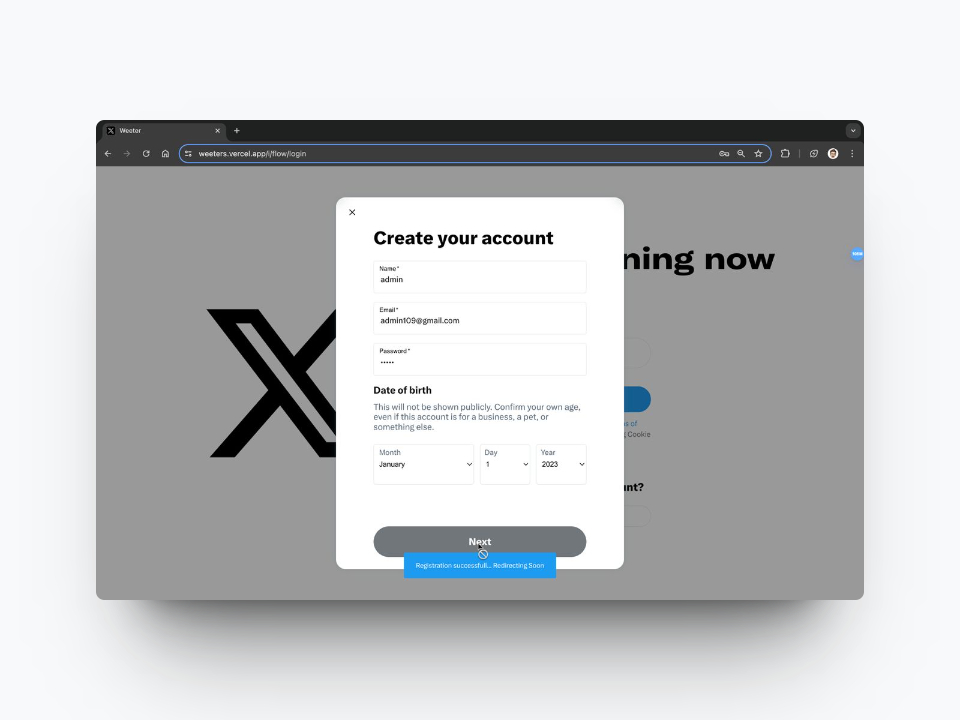 Weeter
weeters.vercel.app/i/flow/login
Create your account
ning now
Name*
admin
Email*
admin109@gmail.com
Password*
•••••
Date of birth
This will not be shown publicly. Confirm your own age,
even if this account is for a business, a pet, or
something else.
s of
Cookie
Month
January
Day
1
Year
2023
unt?
Next
Registration successfull... Redirecting Soon